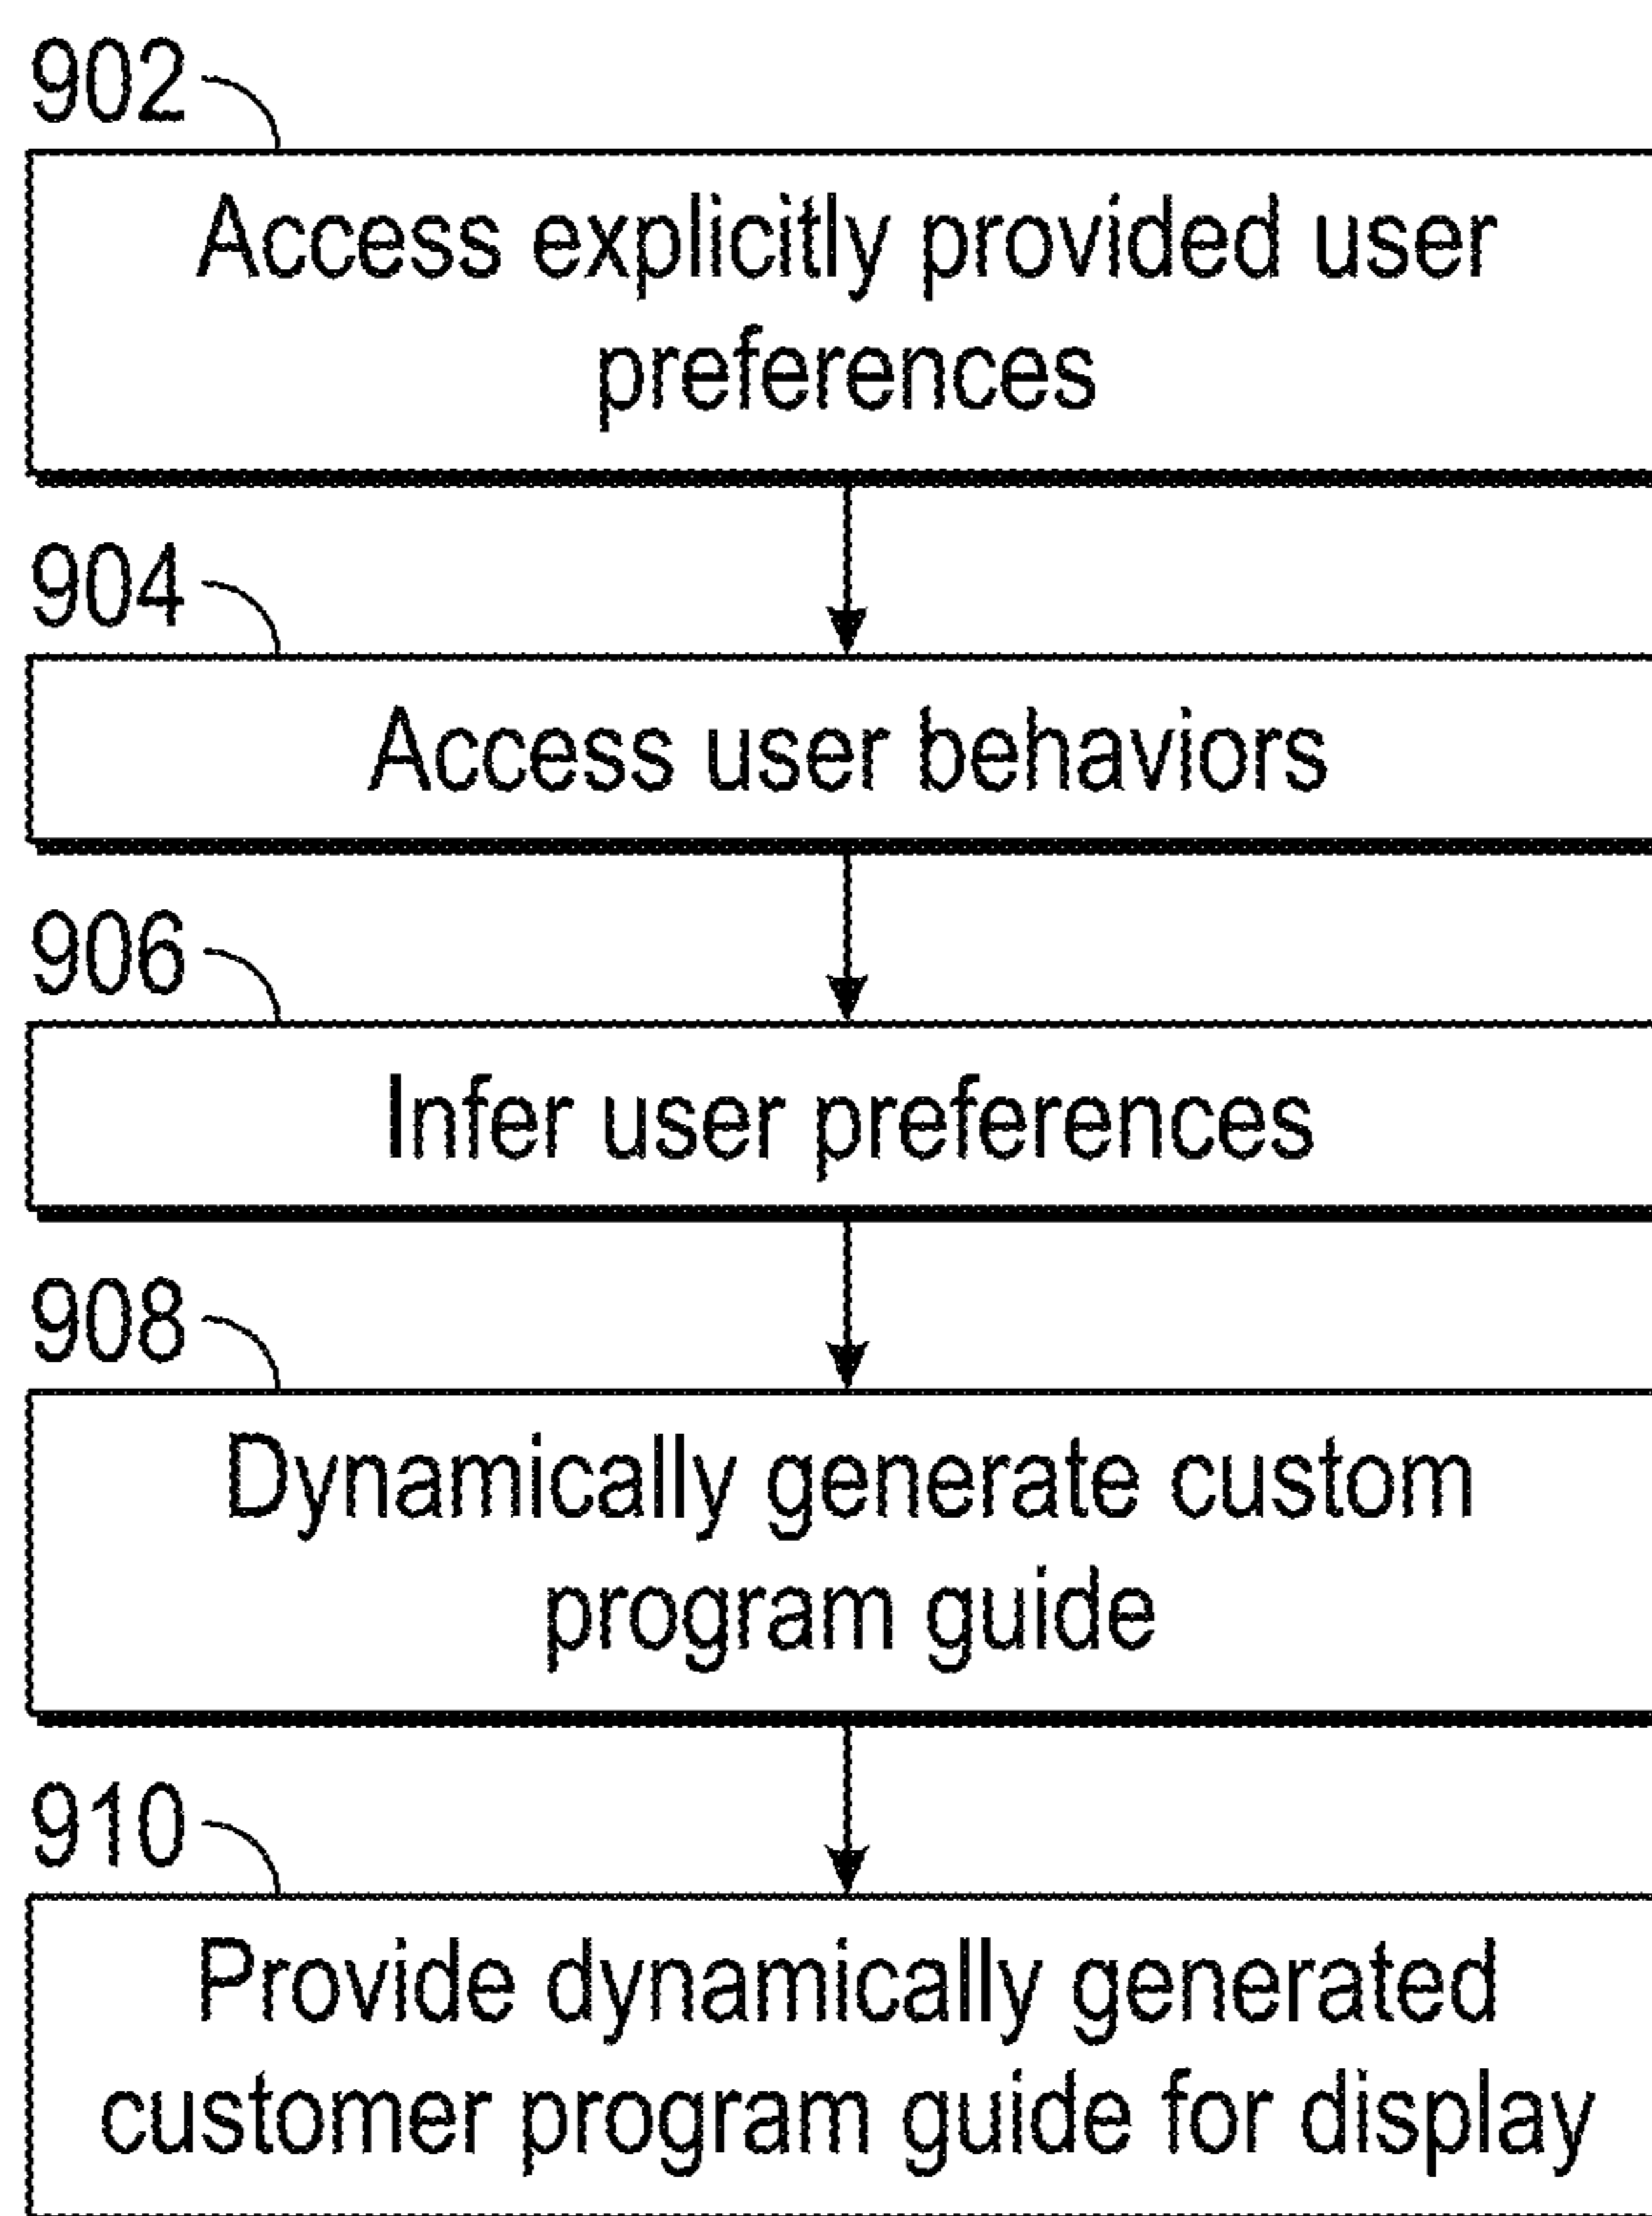 902
Access explicitly provided user
preferences
904
Access user behaviors
906
Infer user preferences
908
Dynamically generate custom
program guide
910
Provide dynamically generated
customer program guide for display